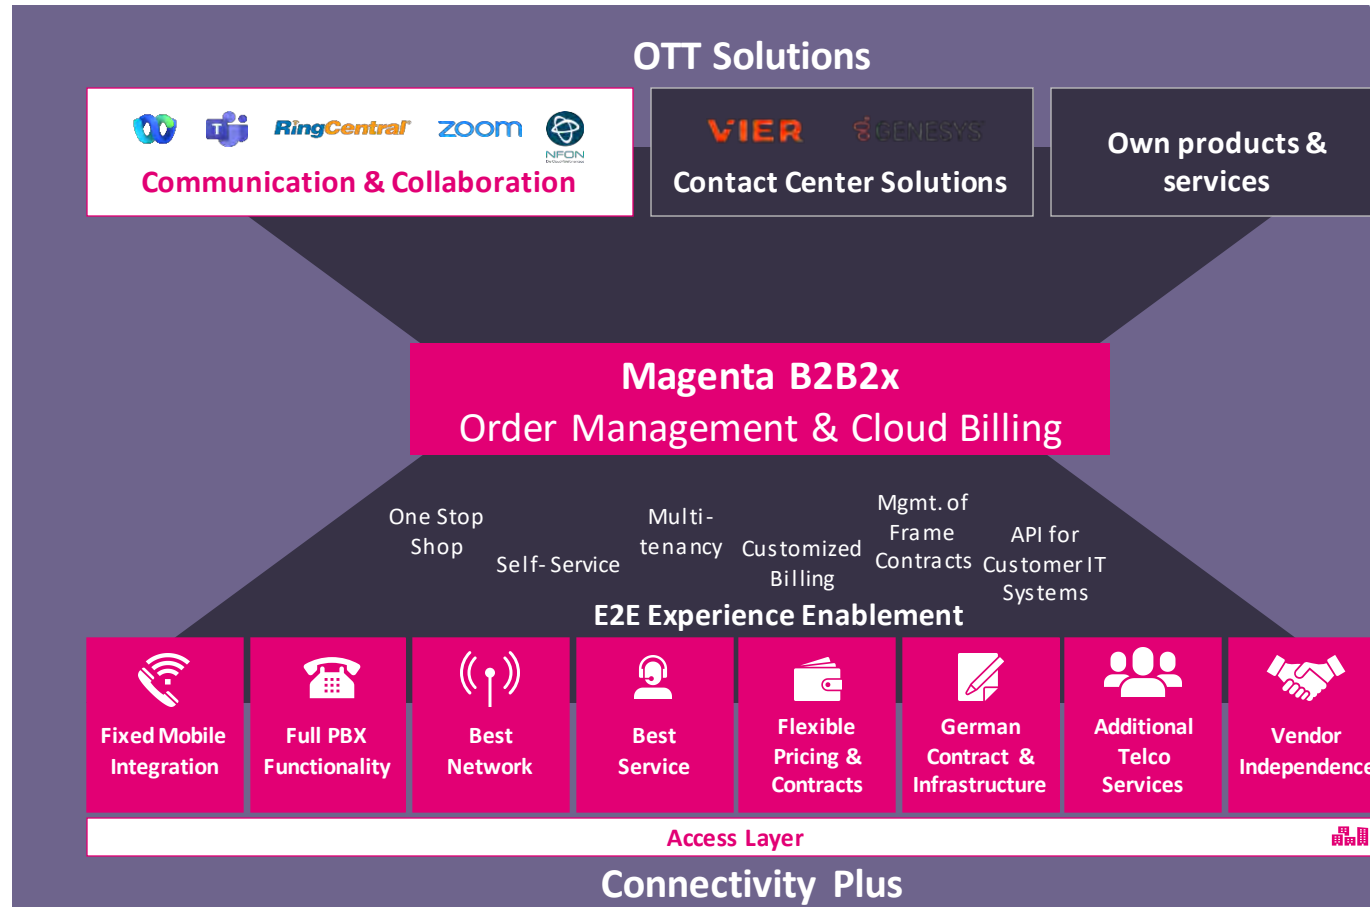 OTT Solutions
RingCentral
zoom
NFON
Communication & Collaboration
VIER
GENESYS
Contact Center Solutions
Own products &
services
Magenta B2B2x
Order Management & Cloud Billing
One Stop
Shop
Self-Service
Multi-
tenancy
Customized
Billing
Mgmt. of
Frame
Contracts
API for
Customer IT
Systems
E2E Experience Enablement
Fixed Mobile
Integration
Full PBX
Functionality
Best
Network
Best
Service
Flexible
Pricing &
Contracts
German
Contract &
Infrastructure
Additional
Telco
Services
Vendor
Independence
Access Layer
Connectivity Plus